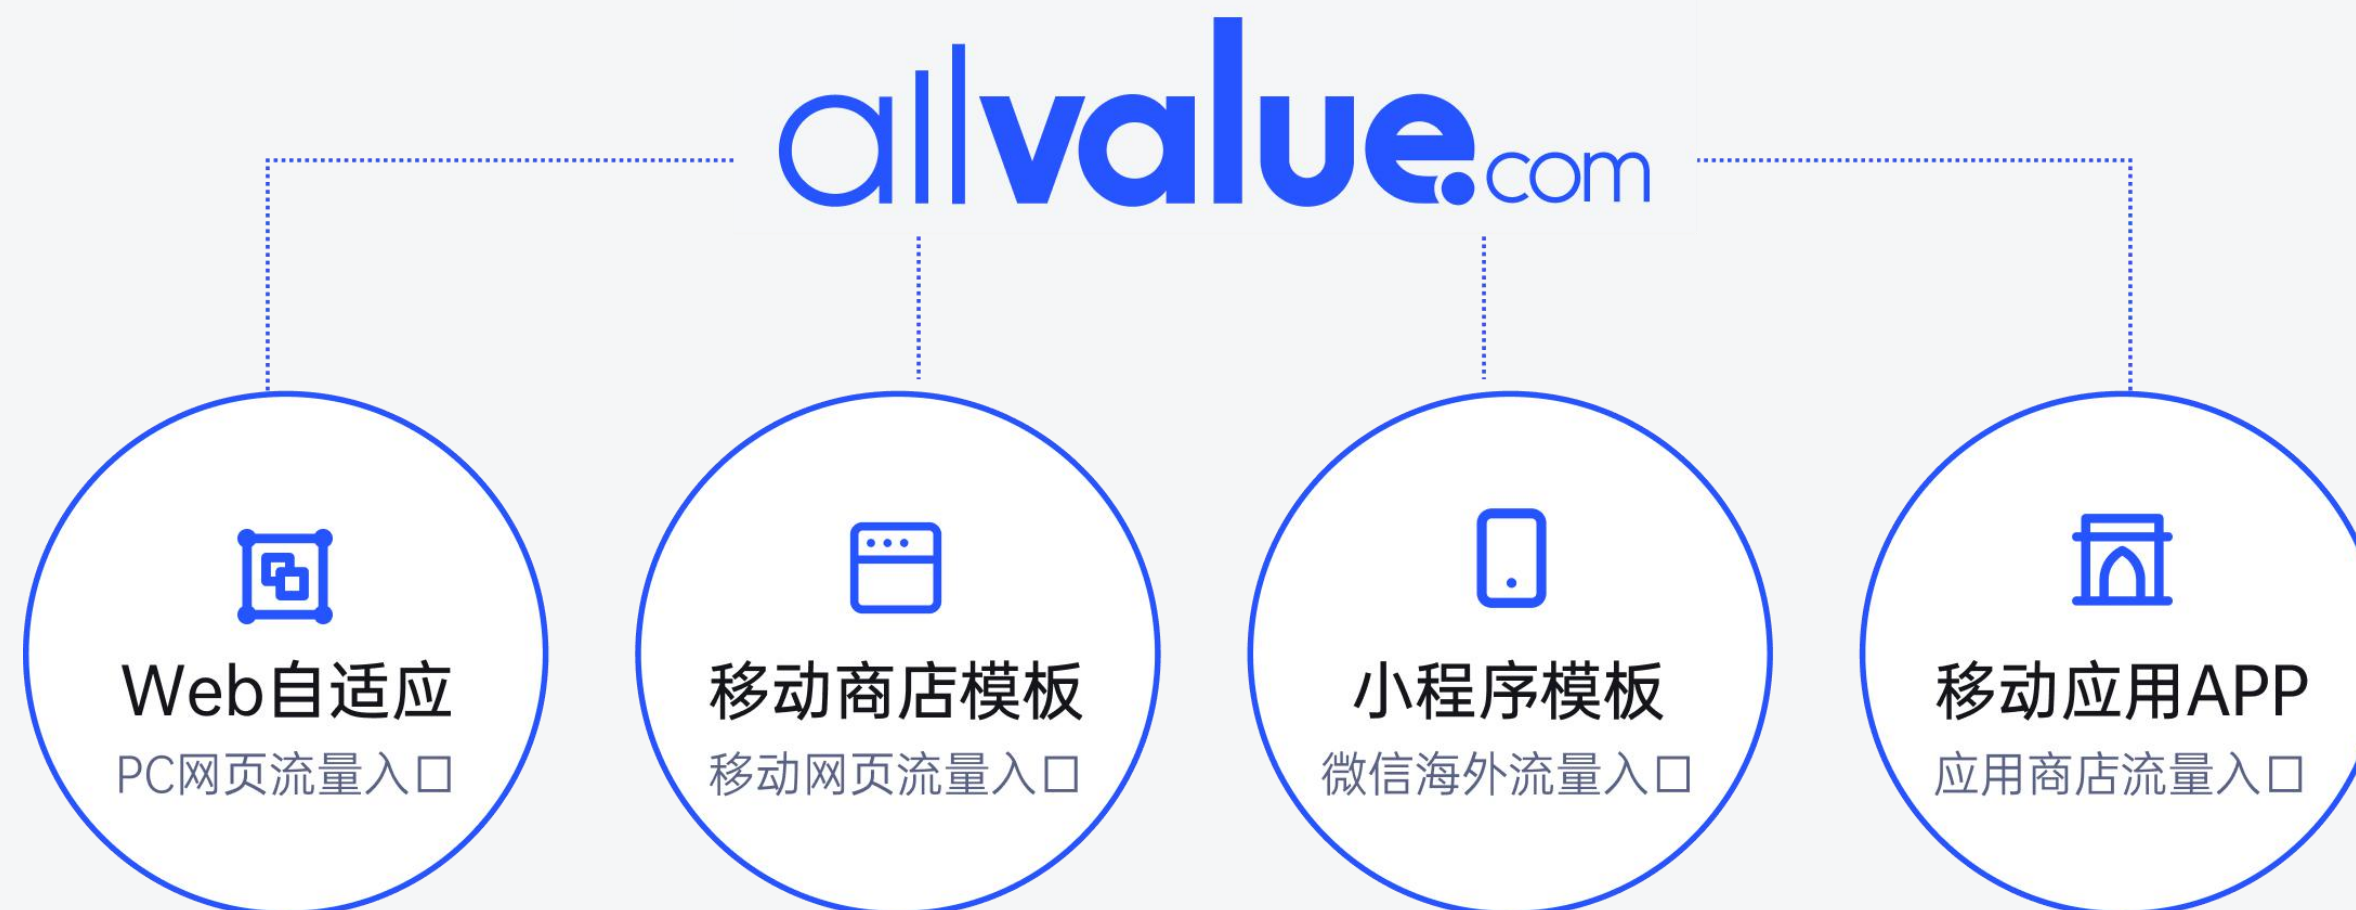 allvalue.com
Web自适应
PC网页流量入口
移动商店模板
移动网页流量入口
小程序模板
微信海外流量入口
移动应用APP
应用商店流量入口